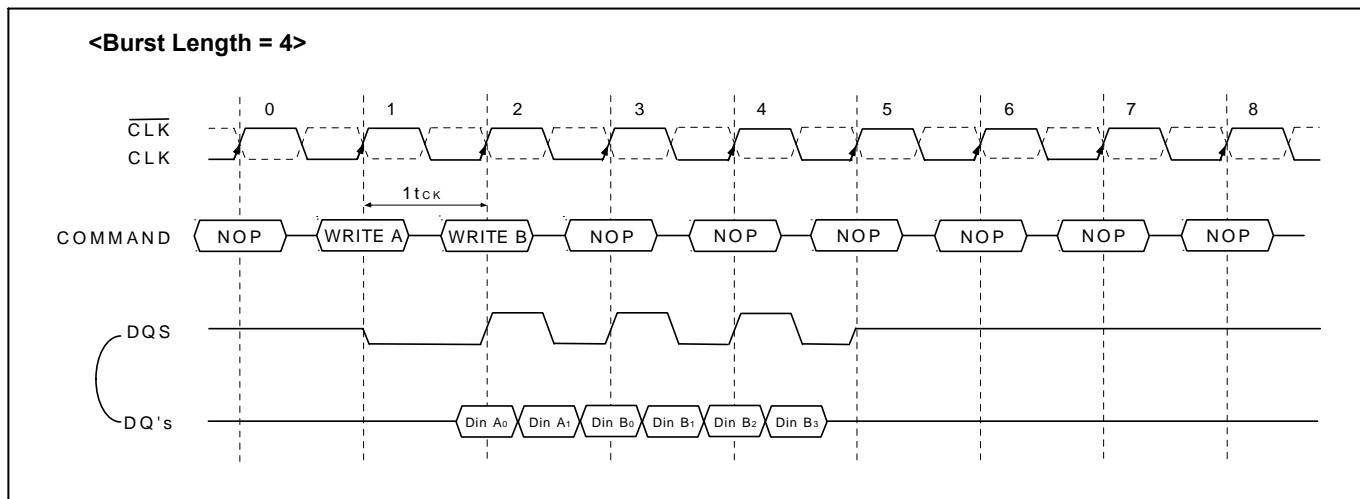 <Burst Length = 4>
0 1 2 3 4 5 6 7 8
CLK
CLK
1tCK
COMMAND NOP WRITE A WRITE B NOP NOP NOP NOP NOP NOP
DQS
DQ's Din A0 Din A1 Din B0 Din B1 Din B2 Din B3